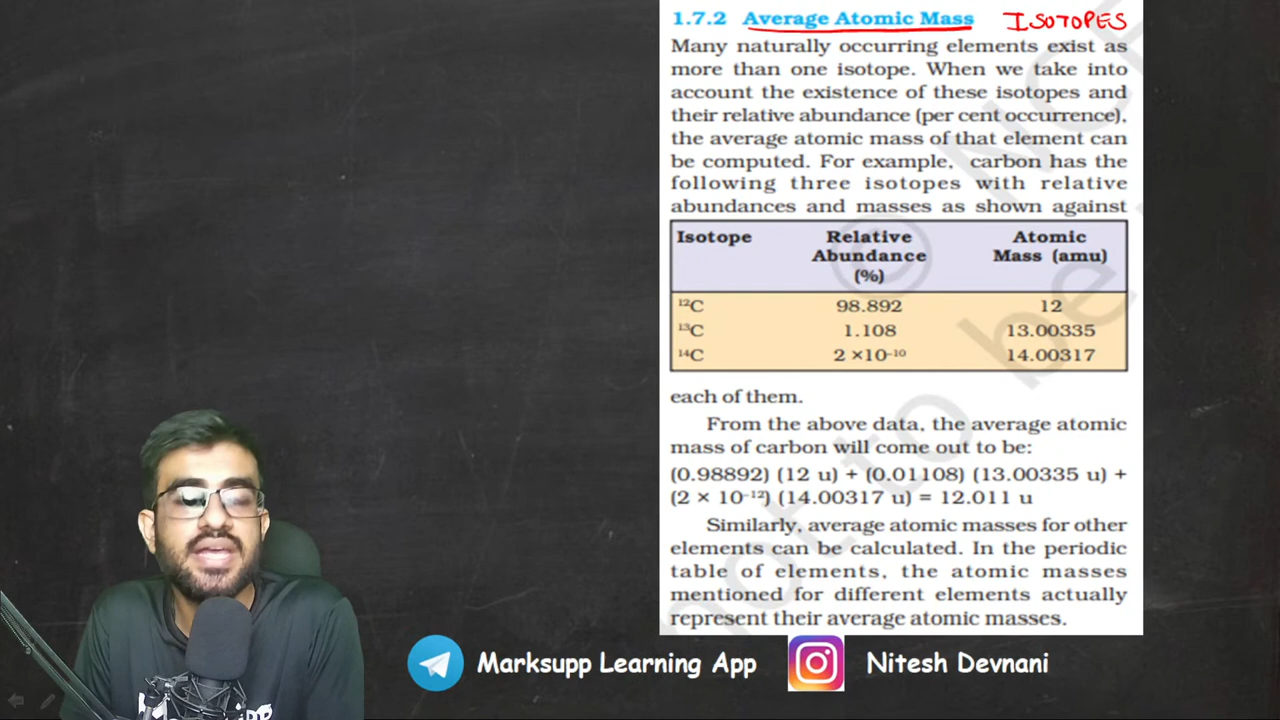 1.7.2 Average Atomic Mass ISOTOPES
Many naturally occurring elements exist as
more than one isotope. When we take into
account the existence of these isotopes and
their relative abundance (per cent occurrence),
the average atomic mass of that element can
be computed. For example, carbon has the
following three isotopes with relative
abundances and masses as shown against
Isotope Relative Abundance (%) Atomic Mass (amu)
¹²C 98.892 12
¹³C 1.108 13.00335
¹⁴C 2 ×10⁻¹⁰ 14.00317
each of them.
From the above data, the average atomic
mass of carbon will come out to be:
(0.98892) (12 u) + (0.01108) (13.00335 u) +
(2 × 10⁻¹²) (14.00317 u) = 12.011 u
Similarly, average atomic masses for other
elements can be calculated. In the periodic
table of elements, the atomic masses
mentioned for different elements actually
represent their average atomic masses.
Marksupp Learning App Nitesh Devnani